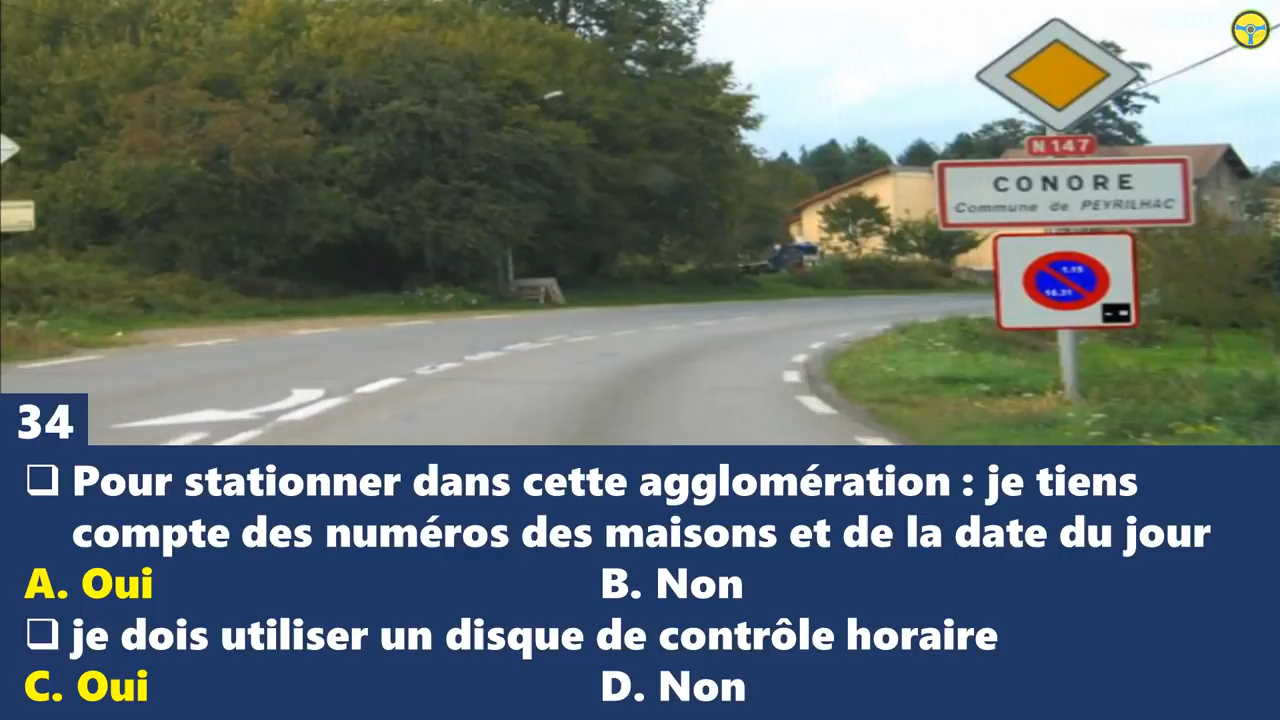 N 147
CONORE
Commune de PEYRILHAC
1.15
16.31
34
❑ Pour stationner dans cette agglomération : je tiens
compte des numéros des maisons et de la date du jour
A. Oui
B. Non
❑ je dois utiliser un disque de contrôle horaire
C. Oui
D. Non